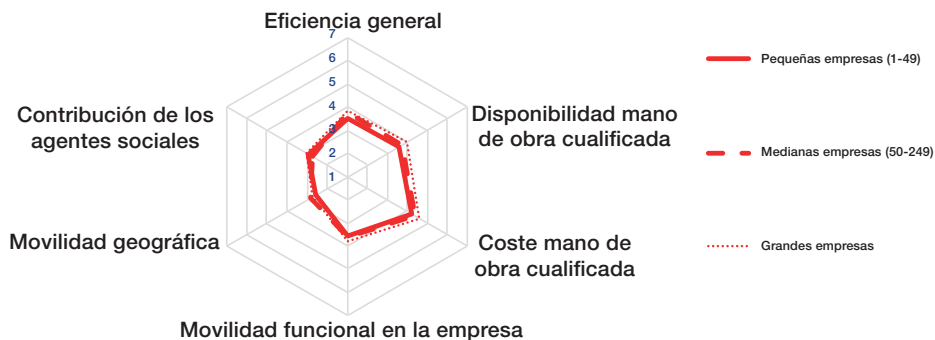 Eficiencia general
7
6
5
4
3
2
1
Contribución de los
agentes sociales
Disponibilidad mano
de obra cualificada
Movilidad geográfica
Coste mano de
obra cualificada
Movilidad funcional en la empresa
Pequeñas empresas (1-49)
Medianas empresas (50-249)
Grandes empresas